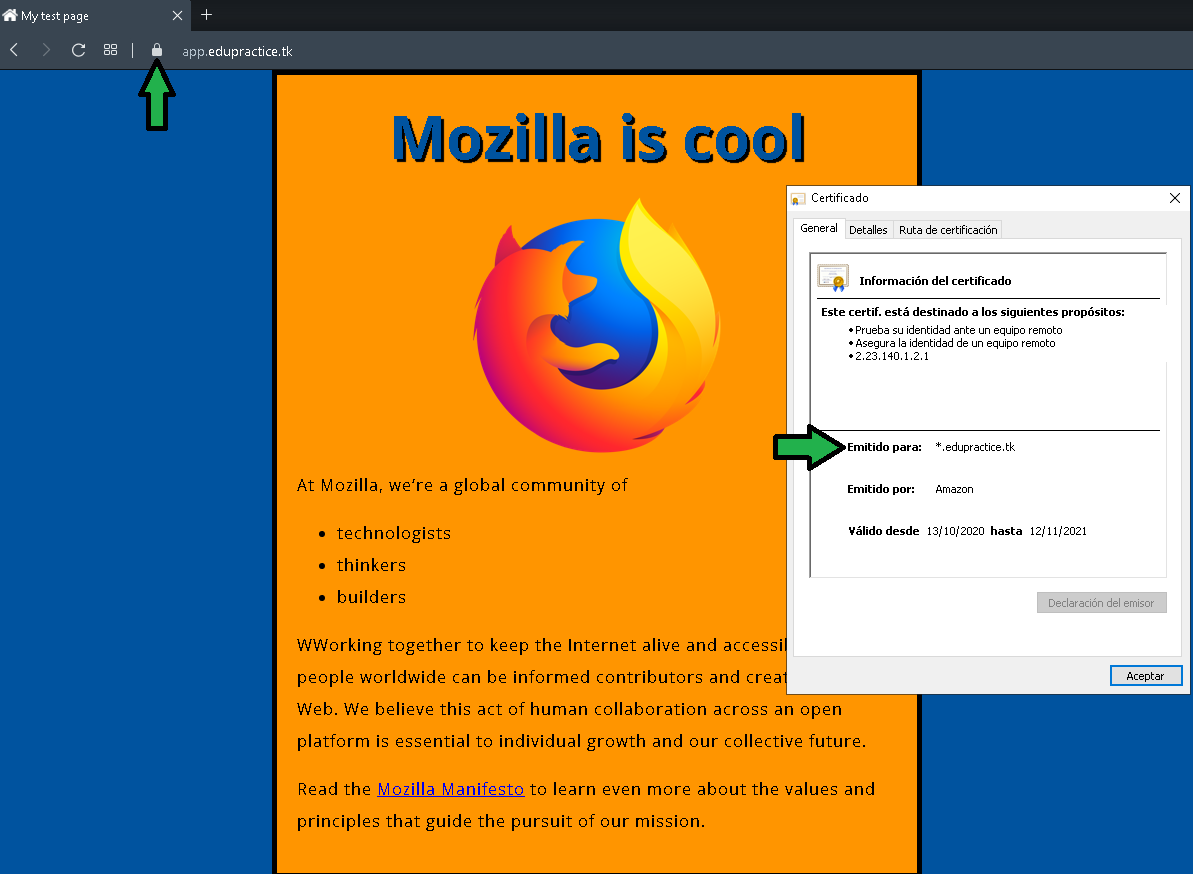 My test page
app.edupractice.tk
Mozilla is cool
At Mozilla, we're a global community of
technologists
thinkers
builders
WWorking together to keep the Internet alive and accessi
people worldwide can be informed contributors and creat
Web. We believe this act of human collaboration across an open
platform is essential to individual growth and our collective future.
Read the Mozilla Manifesto to learn even more about the values and
principles that guide the pursuit of our mission.
Certificado
General Detalles Ruta de certificación
Información del certificado
Este certif. está destinado a los siguientes propósitos:
• Prueba su identidad ante un equipo remoto
• Asegura la identidad de un equipo remoto
• 2.23.140.1.2.1
Emitido para: *.edupractice.tk
Emitido por: Amazon
Válido desde 13/10/2020 hasta 12/11/2021
Declaración del emisor
Aceptar